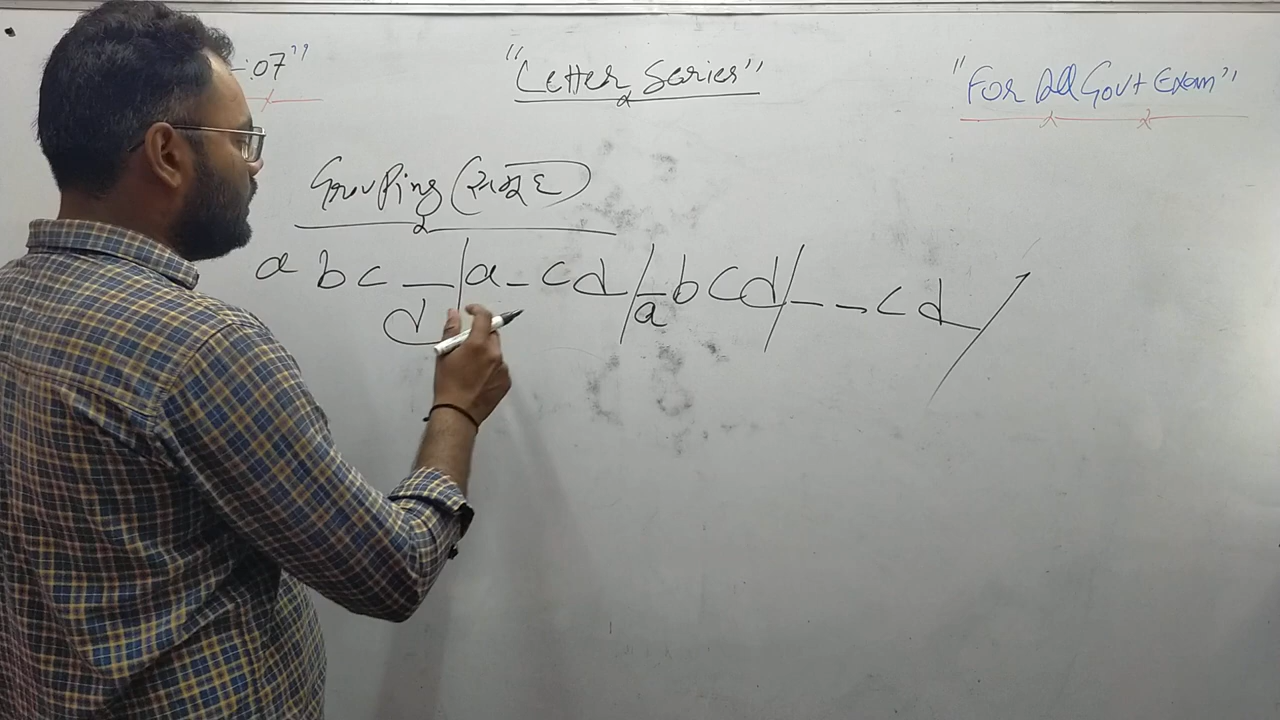 -:07" "Letter Series" "For All Govt Exam"
Grouping (समूह)
a b c _ / a - c d / _ b c d / _ _ c d /
d a